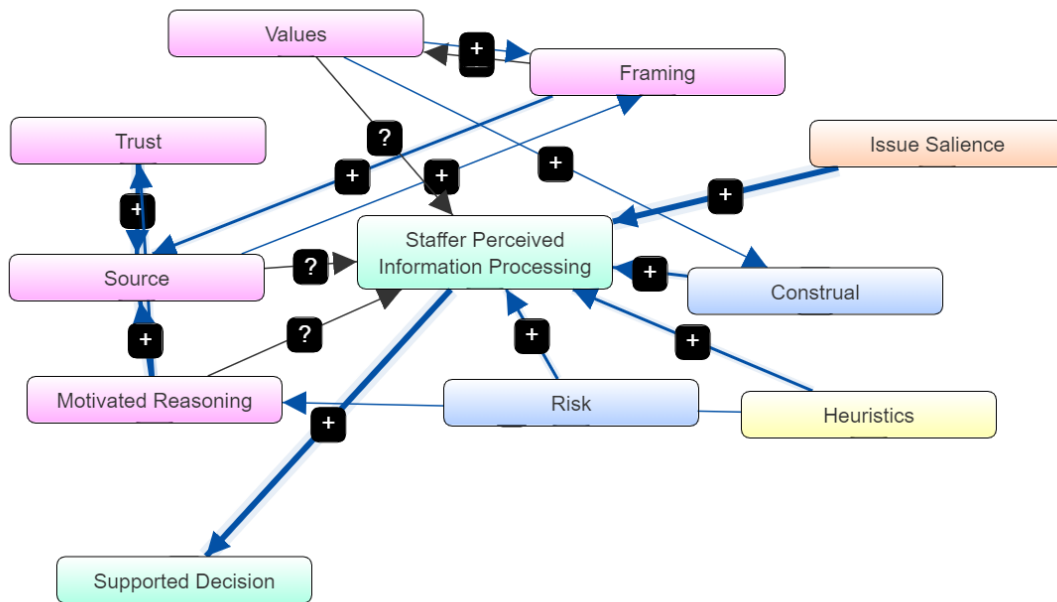 Values
+
Framing
Trust
?
Issue Salience
+
+
+
+
+
Staffer Perceived
Information Processing
Source
?
+
Construal
?
+
+
+
Motivated Reasoning
Risk
Heuristics
+
Supported Decision